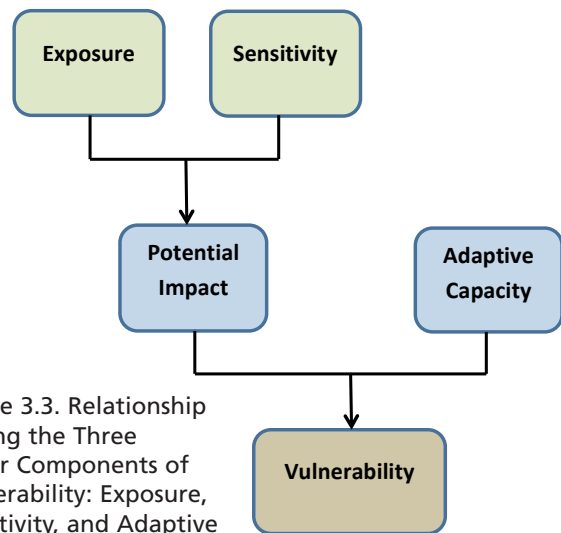 Exposure
Sensitivity
Potential
Impact
Adaptive
Capacity
Vulnerability
e 3.3. Relationship
ng the Three
r Components of
erability: Exposure,
tivity, and Adaptive